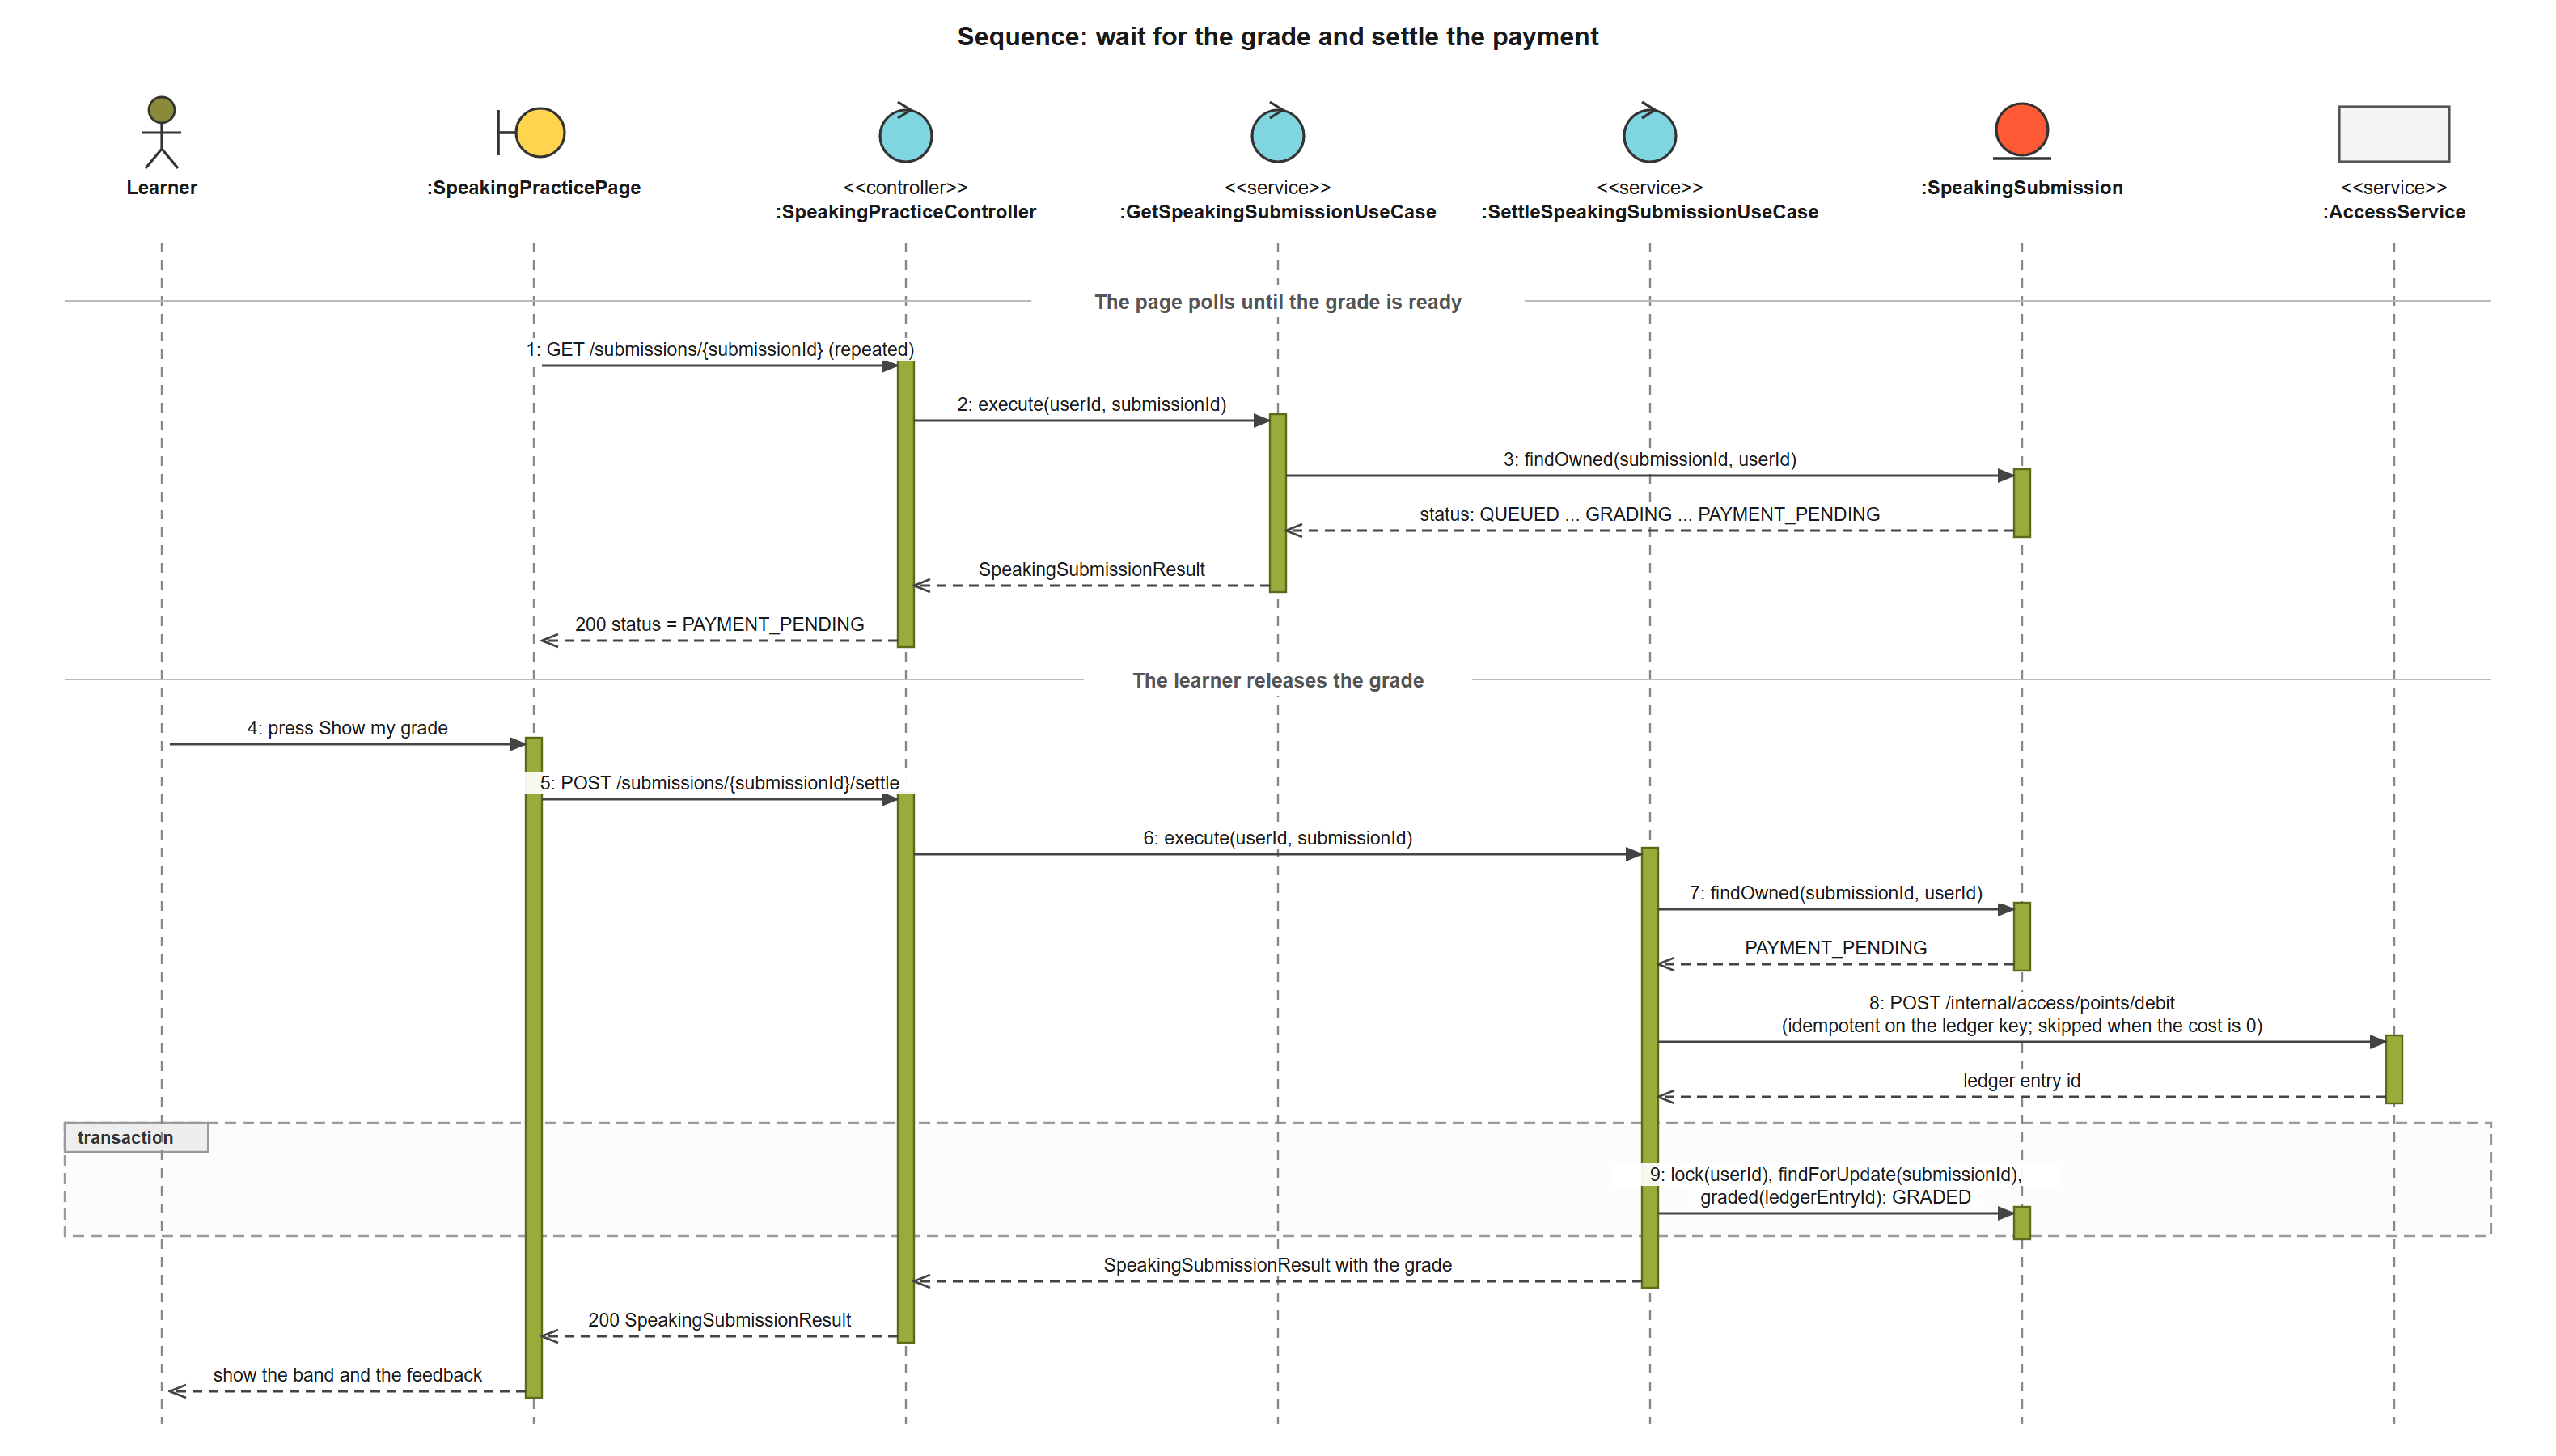 Sequence: wait for the grade and settle the payment
Learner
:SpeakingPracticePage
<<controller>>
:SpeakingPracticeController
<<service>>
:GetSpeakingSubmissionUseCase
<<service>>
:SettleSpeakingSubmissionUseCase
:SpeakingSubmission
<<service>>
:AccessService
The page polls until the grade is ready
1: GET /submissions/{submissionId} (repeated)
2: execute(userId, submissionId)
3: findOwned(submissionId, userId)
status: QUEUED ... GRADING ... PAYMENT_PENDING
SpeakingSubmissionResult
200 status = PAYMENT_PENDING
The learner releases the grade
4: press Show my grade
5: POST /submissions/{submissionId}/settle
6: execute(userId, submissionId)
7: findOwned(submissionId, userId)
PAYMENT_PENDING
8: POST /internal/access/points/debit
(idempotent on the ledger key; skipped when the cost is 0)
ledger entry id
transaction
9: lock(userId), findForUpdate(submissionId),
graded(ledgerEntryId): GRADED
SpeakingSubmissionResult with the grade
200 SpeakingSubmissionResult
show the band and the feedback